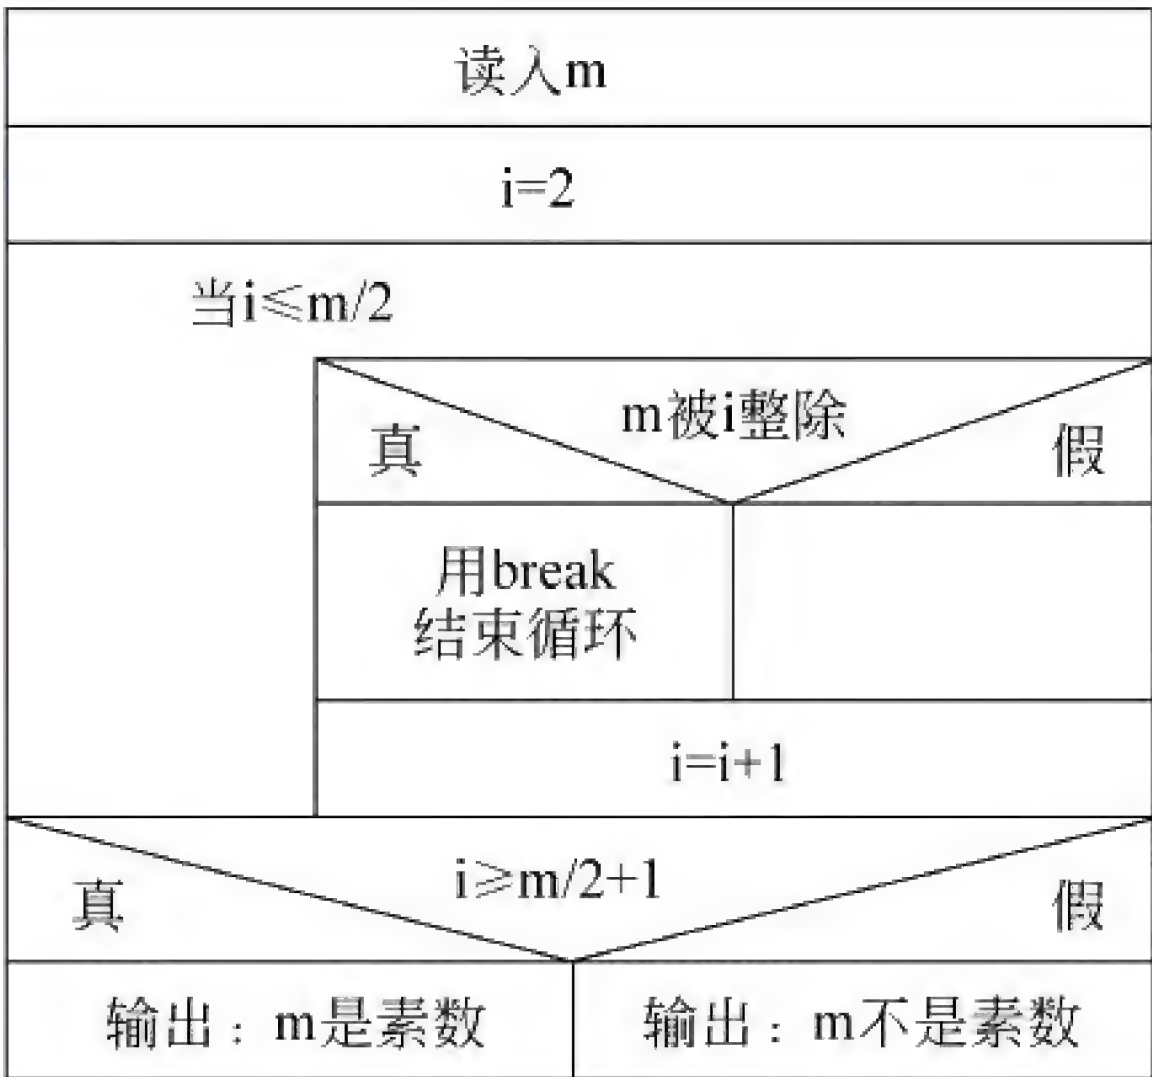 读入m
i=2
当i≤m/2
m被i整除
真
假
用break
结束循环
i=i+1
i≥m/2+1
真
假
输出：m是素数
输出：m不是素数